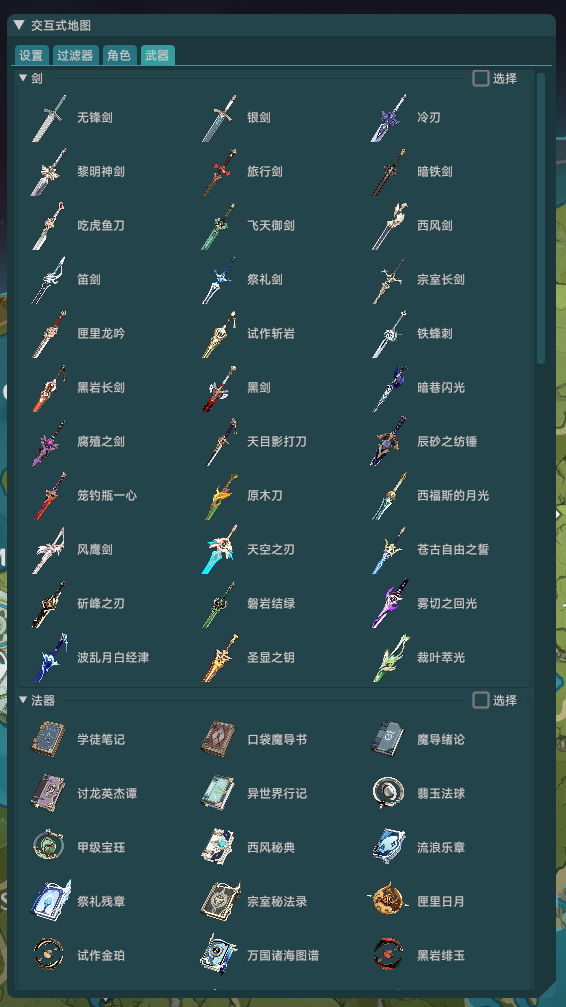 交互式地图
设置 过滤器 角色 武器
剑 选择
无锋剑 银剑 冷刃
黎明神剑 旅行剑 暗铁剑
吃虎鱼刀 飞天御剑 西风剑
笛剑 祭礼剑 宗室长剑
匣里龙吟 试作斩岩 铁蜂刺
黑岩长剑 黑剑 暗巷闪光
腐殖之剑 天目影打刀 辰砂之纺锤
笼钓瓶一心 原木刀 西福斯的月光
风鹰剑 天空之刃 苍古自由之誓
斫峰之刃 磐岩结绿 雾切之回光
波乱月白经津 圣显之钥 裁叶萃光
法器 选择
学徒笔记 口袋魔导书 魔导绪论
讨龙英杰谭 异世界行记 翡玉法球
甲级宝珏 西风秘典 流浪乐章
祭礼残章 宗室秘法录 匣里日月
试作金珀 万国诸海图谱 黑岩绯玉